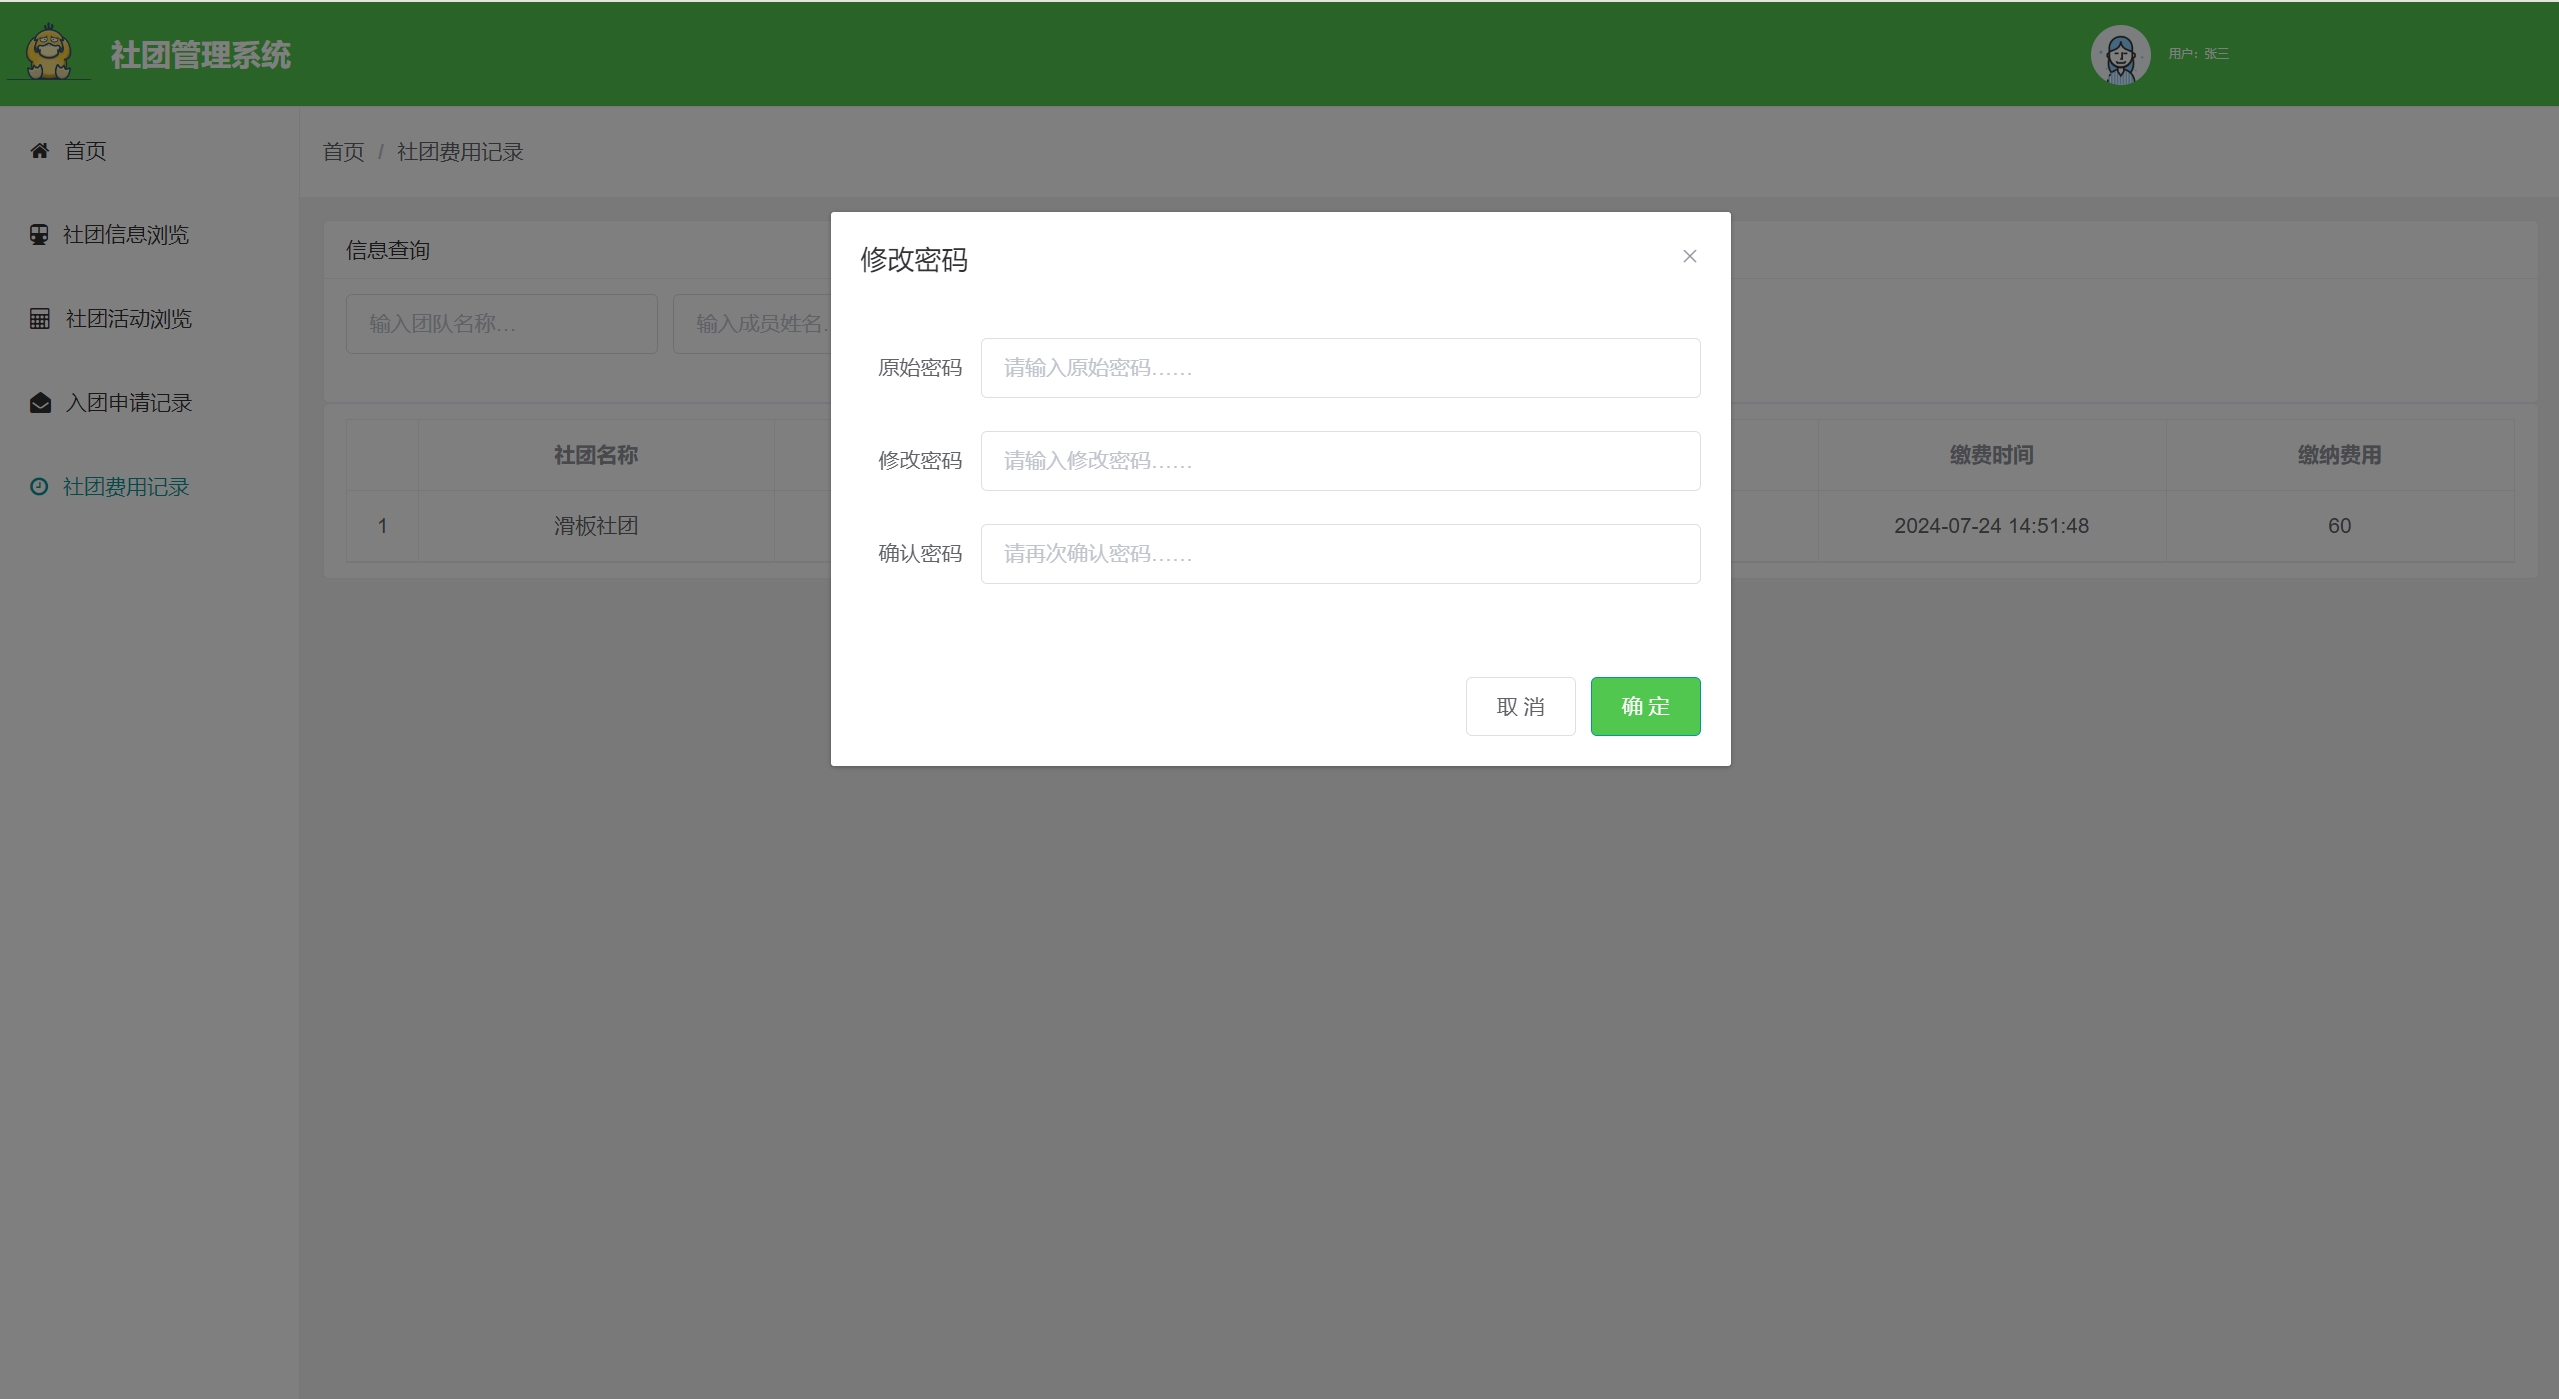 社团管理系统
用户：张三
首页
社团信息浏览
社团活动浏览
入团申请记录
社团费用记录
首页 / 社团费用记录
信息查询
输入团队名称…
输入成员姓名…
社团名称 缴费时间 缴纳费用
1 滑板社团 2024-07-24 14:51:48 60
修改密码
原始密码 请输入原始密码……
修改密码 请输入修改密码……
确认密码 请再次确认密码……
取 消 确 定